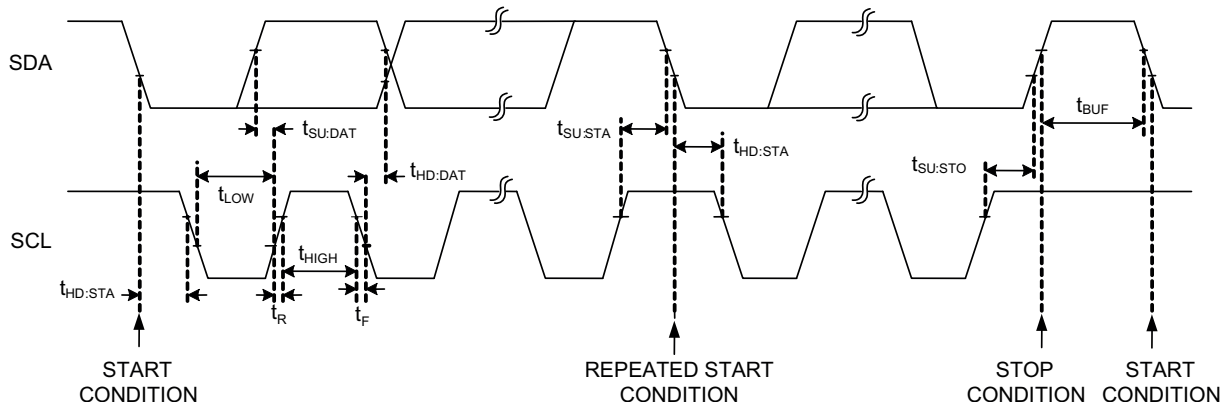 SDA
tSU:DAT
tHD:DAT
tSU:STA
tHD:STA
tBUF
tSU:STO
tLOW
SCL
tHIGH
tHD:STA
tR
tF
START
CONDITION
REPEATED START
CONDITION
STOP
CONDITION
START
CONDITION